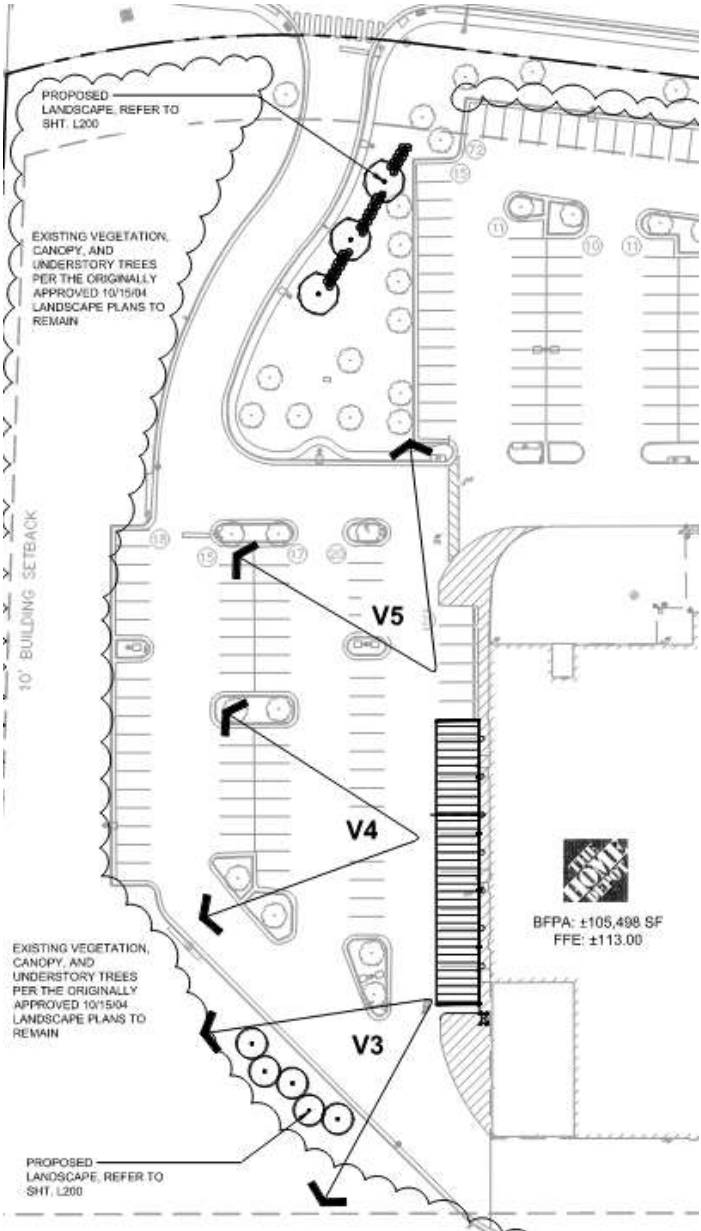 PROPOSED
LANDSCAPE, REFER TO
SHT. L200
12
15
11
10
11
EXISTING VEGETATION,
CANOPY, AND
UNDERSTORY TREES
PER THE ORIGINALLY
APPROVED 10/15/04
LANDSCAPE PLANS TO
REMAIN
10' BUILDING SETBACK
18
15
17
20
V5
V4
THE
HOME
DEPOT
BFPA: ±105,498 SF
FFE: ±113.00
EXISTING VEGETATION,
CANOPY, AND
UNDERSTORY TREES
PER THE ORIGINALLY
APPROVED 10/15/04
LANDSCAPE PLANS TO
REMAIN
V3
PROPOSED
LANDSCAPE, REFER TO
SHT. L200